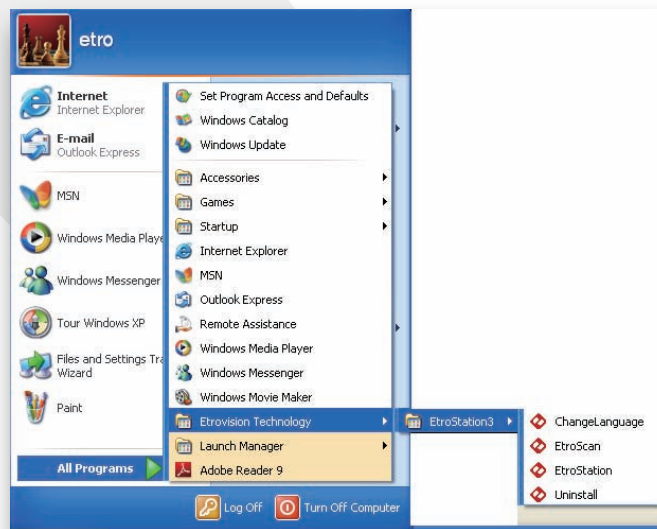 etro
Internet
Internet Explorer
E-mail
Outlook Express
MSN
Windows Media Playe
Windows Messenger
Tour Windows XP
Files and Settings Tra
Wizard
Paint
All Programs
Set Program Access and Defaults
Windows Catalog
Windows Update
Accessories
Games
Startup
Internet Explorer
MSN
Outlook Express
Remote Assistance
Windows Media Player
Windows Messenger
Windows Movie Maker
Etrovision Technology
Launch Manager
Adobe Reader 9
EtroStation3
ChangeLanguage
EtroScan
EtroStation
Uninstall
Log Off
Turn Off Computer